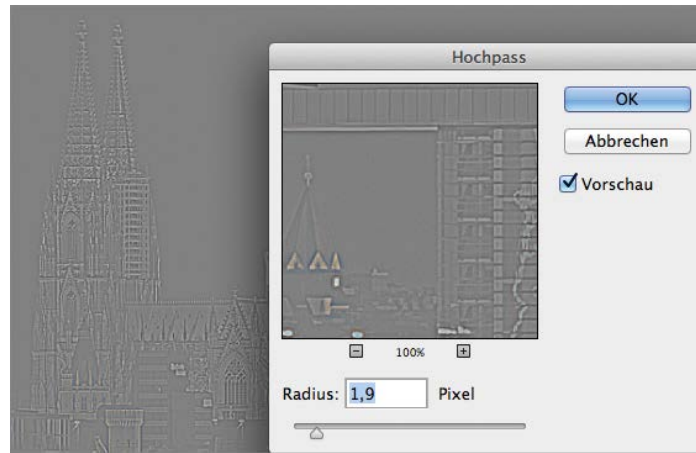 Hochpass
OK
Abbrechen
Vorschau
100%
Radius: 1,9 Pixel